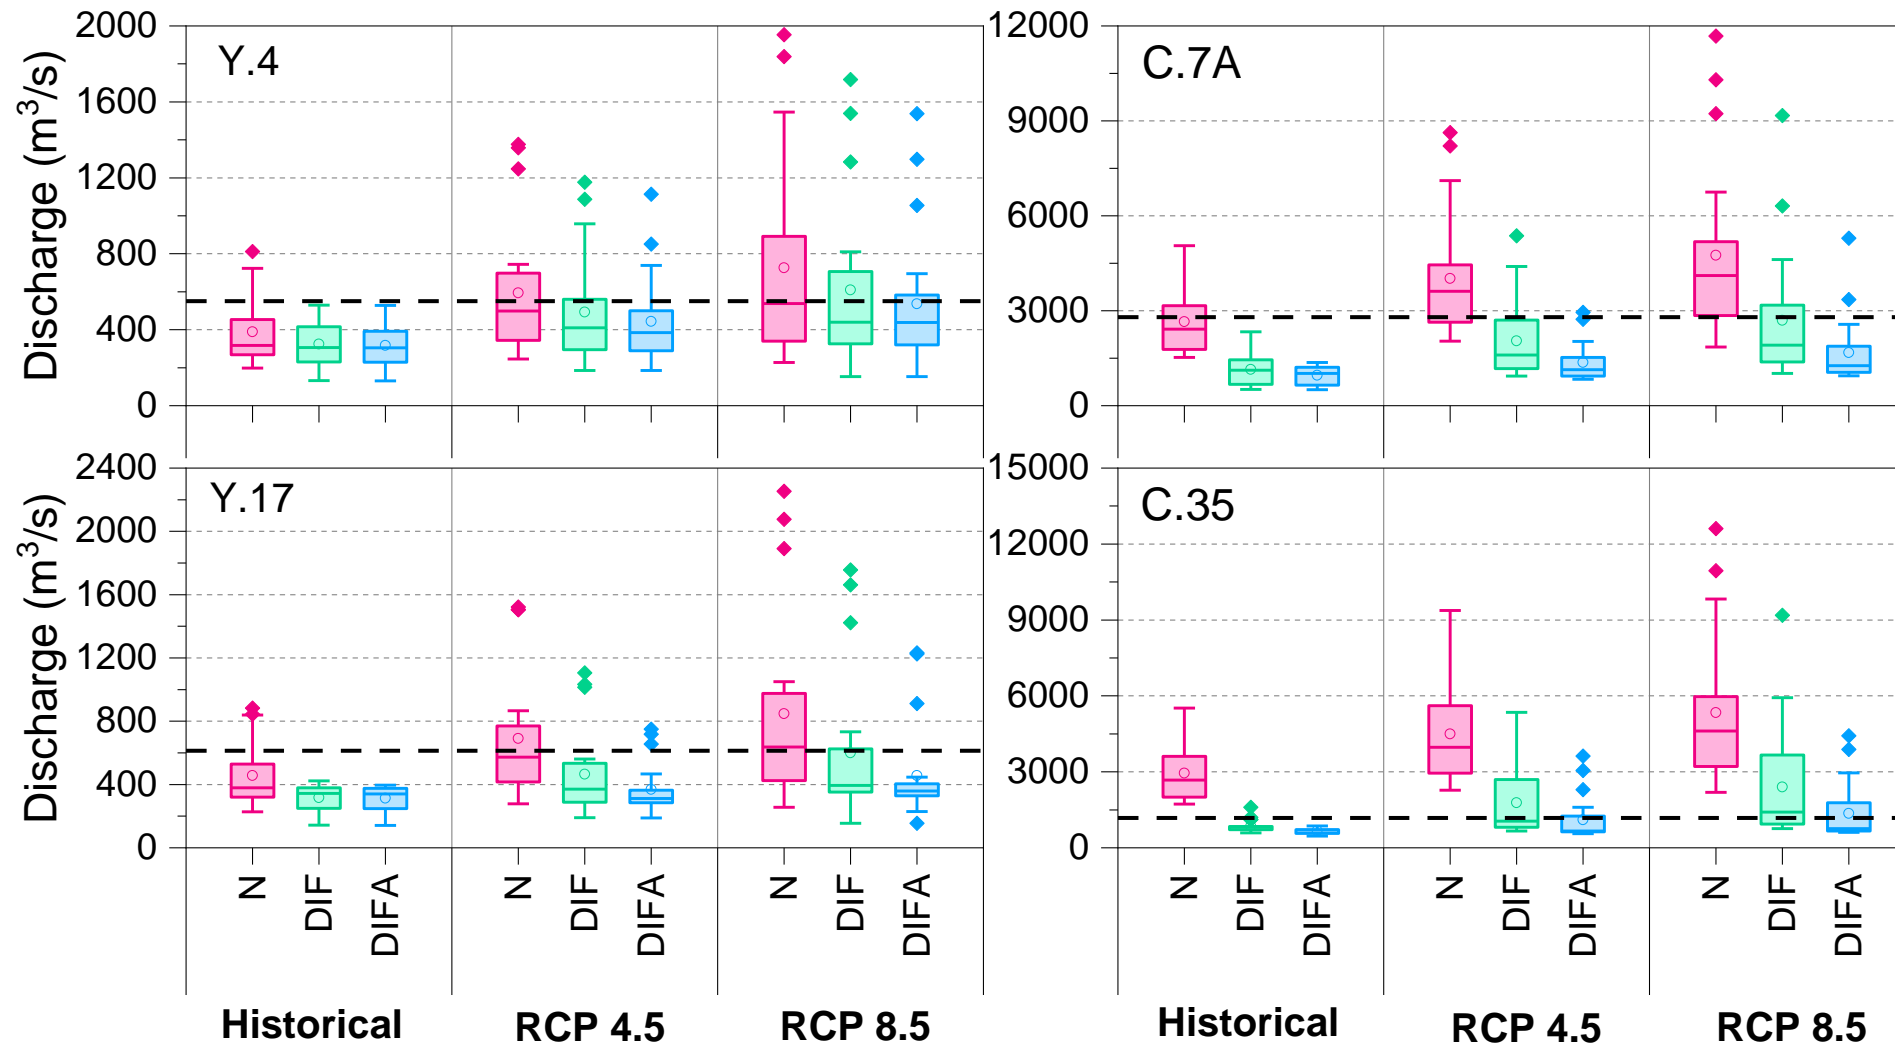 Y.4
Discharge (m³/s)
2000
1600
1200
800
400
0
C.7A
12000
9000
6000
3000
0
Y.17
Discharge (m³/s)
2400
2000
1600
1200
800
400
0
C.35
15000
12000
9000
6000
3000
0
N DIF DIFA N DIF DIFA N DIF DIFA
Historical RCP 4.5 RCP 8.5
N DIF DIFA N DIF DIFA N DIF DIFA
Historical RCP 4.5 RCP 8.5